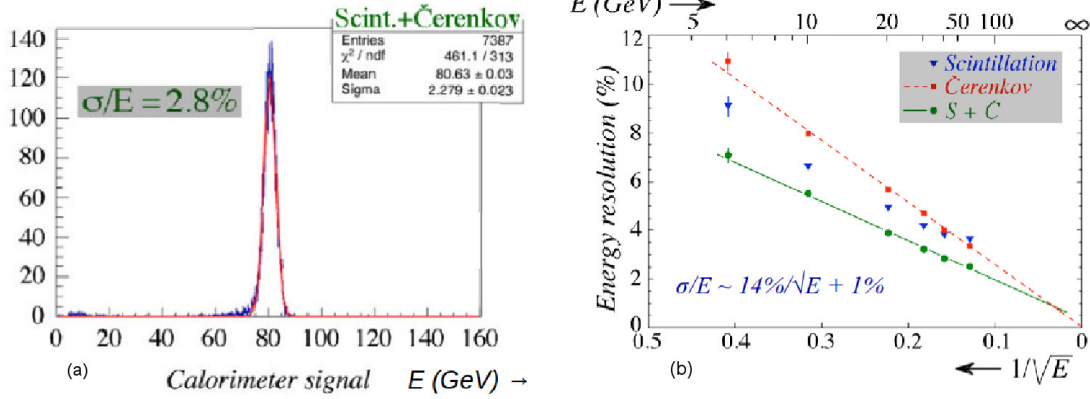 Scint.+Čerenkov
Entries 7387
χ² / ndf 461.1 / 313
Mean 80.63 ± 0.03
Sigma 2.279 ± 0.023
σ/E = 2.8%
140
120
100
80
60
40
20
0
0 20 40 60 80 100 120 140 160
(a)
Calorimeter signal E (GeV) →
E (GeV) →
5 10 20 50 100 ∞
Energy resolution (%)
12
10
8
6
4
2
0
Scintillation
Čerenkov
S + C
σ/E ~ 14%/√E + 1%
0.5 0.4 0.3 0.2 0.1 0
(b)
← 1/√E